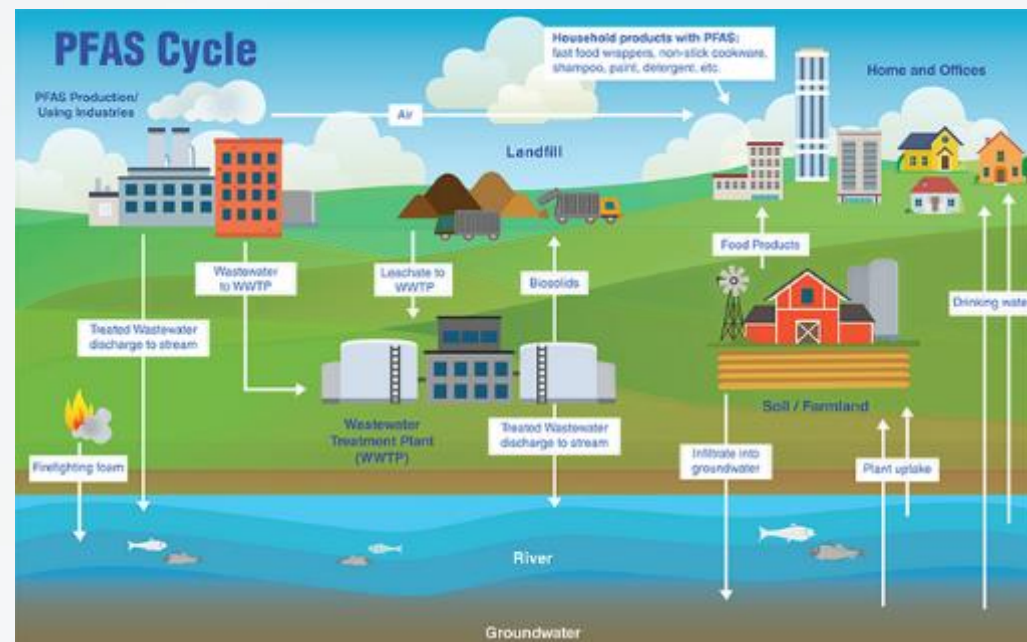 PFAS Cycle
PFAS Production/
Using Industries
Air
Household products with PFAS:
fast food wrappers, non-stick cookware,
shampoo, paint, detergent, etc.
Home and Offices
Landfill
Wastewater
to WWTP
Leachate to
WWTP
Biosolids
Food Products
Drinking water
Treated Wastewater
discharge to stream
Wastewater
Treatment Plant
(WWTP)
Treated Wastewater
discharge to stream
Soil / Farmland
Firefighting foam
Infiltrate into
groundwater
Plant uptake
River
Groundwater